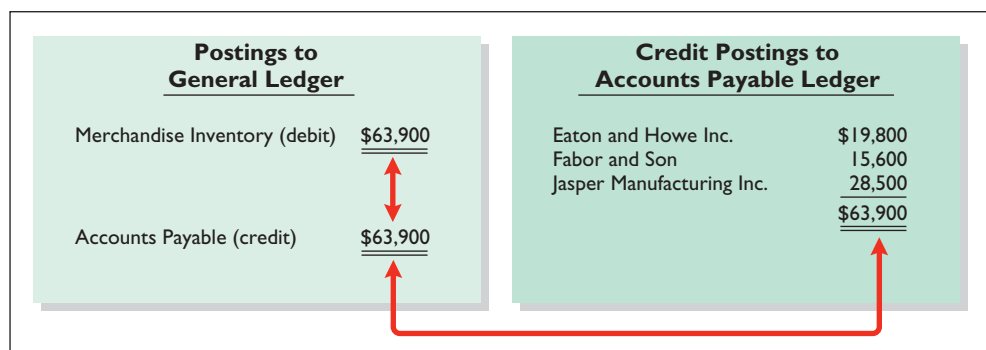 Postings to
General Ledger
Merchandise Inventory (debit) $63,900
Accounts Payable (credit) $63,900
Credit Postings to
Accounts Payable Ledger
Eaton and Howe Inc. $19,800
Fabor and Son 15,600
Jasper Manufacturing Inc. 28,500
$63,900